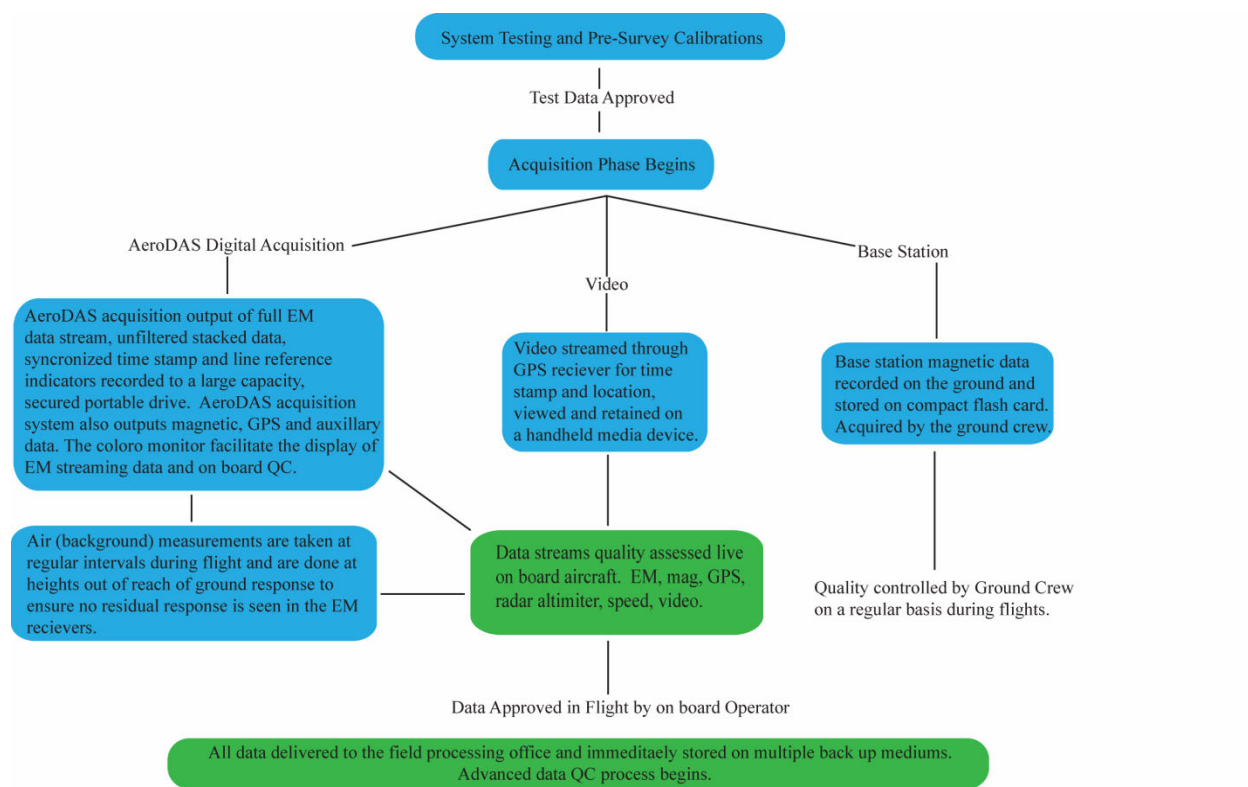 System Testing and Pre-Survey Calibrations
Test Data Approved
Acquisition Phase Begins
AeroDAS Digital Acquisition
Video
Base Station
AeroDAS acquisition output of full EM
data stream, unfiltered stacked data,
syncronized time stamp and line reference
indicators recorded to a large capacity,
secured portable drive.  AeroDAS acquisition
system also outputs magnetic, GPS and auxillary
data. The coloro monitor facilitate the display of
EM streaming data and on board QC.
Video streamed through
GPS reciever for time
stamp and location,
viewed and retained on
a handheld media device.
Base station magnetic data
recorded on the ground and
stored on compact flash card.
Acquired by the ground crew.
Air (background) measurements are taken at
regular intervals during flight and are done at
heights out of reach of ground response to
ensure no residual response is seen in the EM
recievers.
Data streams quality assessed live
on board aircraft.  EM, mag, GPS,
radar altimiter, speed, video.
Quality controlled by Ground Crew
on a regular basis during flights.
Data Approved in Flight by on board Operator
All data delivered to the field processing office and immeditaely stored on multiple back up mediums.
Advanced data QC process begins.